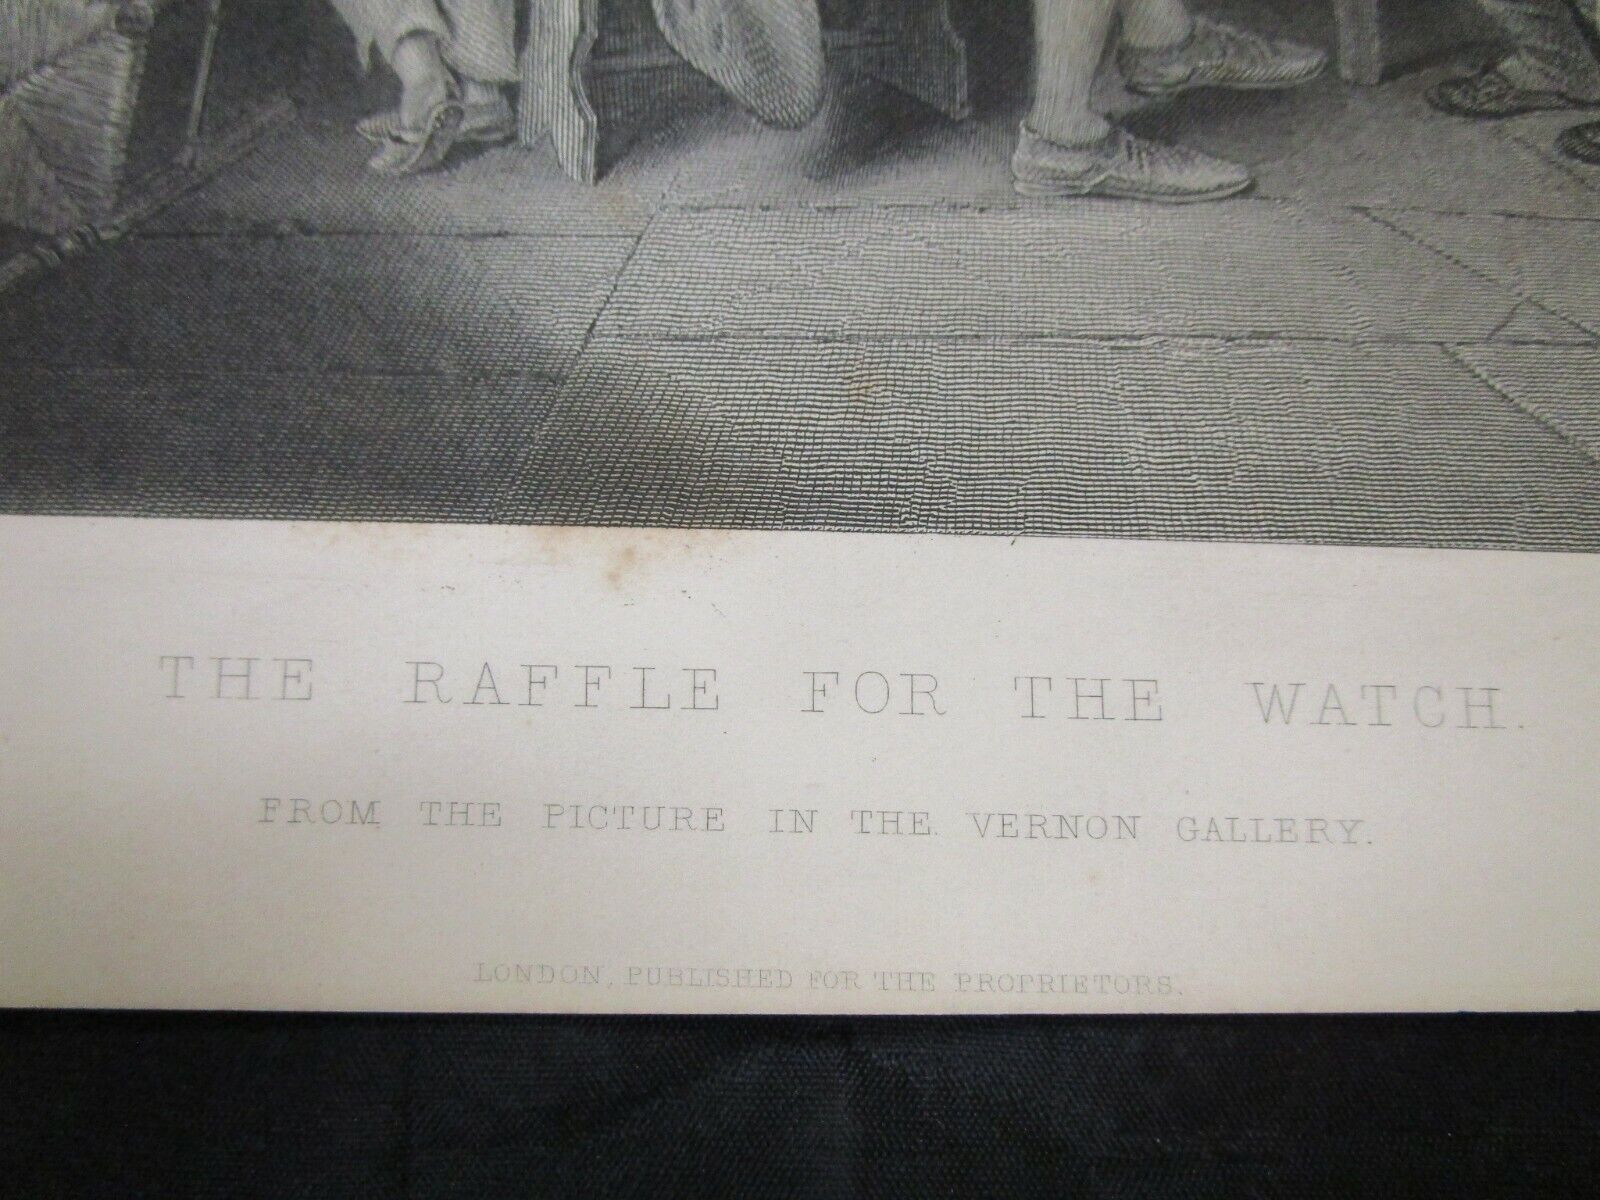 THE RAFFLE FOR THE WATCH.
FROM THE PICTURE IN THE VERNON GALLERY.
LONDON, PUBLISHED FOR THE PROPRIETORS.